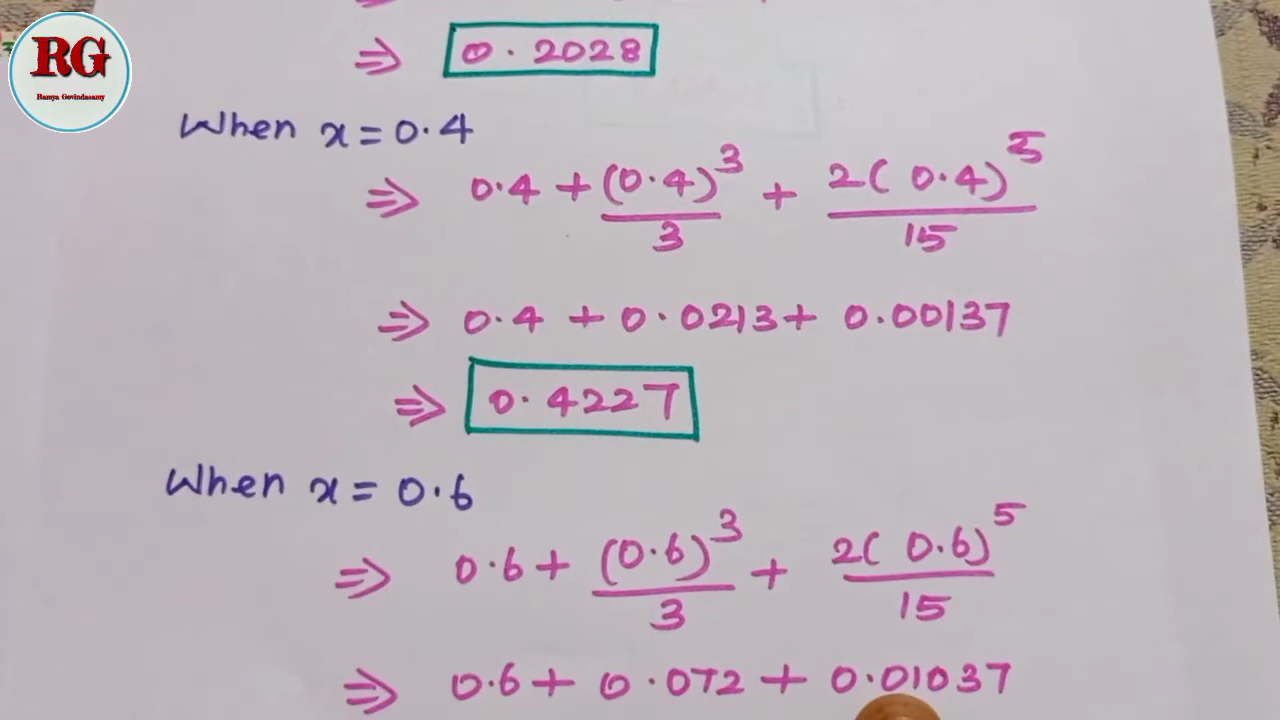 RG
Ramya Govindasamy
⇒ 0.2028
When x = 0.4
⇒ 0.4 + (0.4)^3/3 + 2(0.4)^5/15
⇒ 0.4 + 0.0213 + 0.00137
⇒ 0.4227
When x = 0.6
⇒ 0.6 + (0.6)^3/3 + 2(0.6)^5/15
⇒ 0.6 + 0.072 + 0.01037